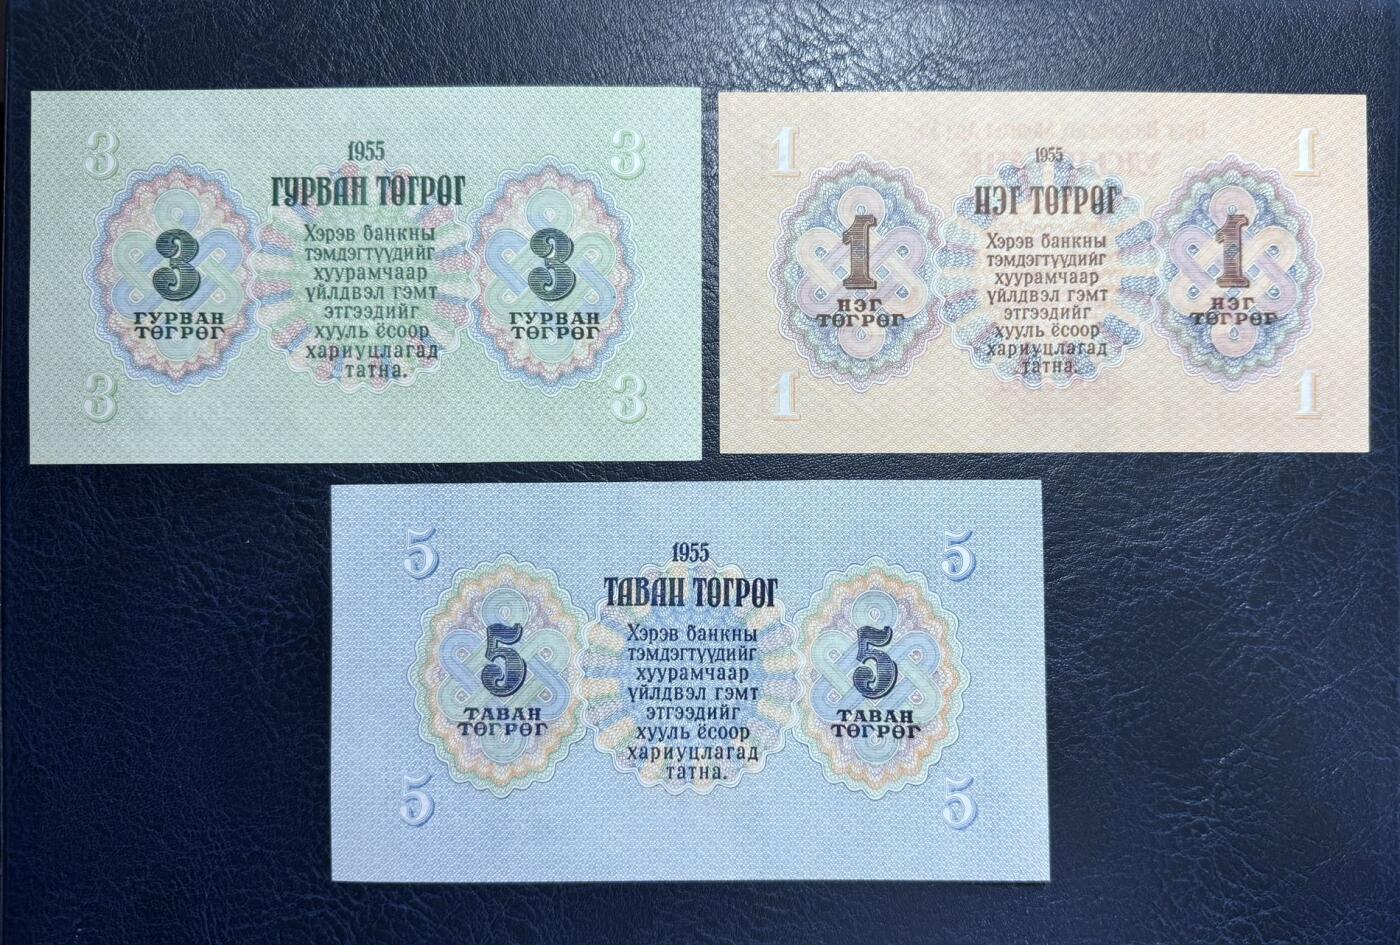 3
3
1955
ГУРВАН ТӨГРӨГ
Хэрэв банкны
тэмдэгтүүдийг
хуурамчаар
үйлдвэл гэмт
этгээдийг
хууль ёсоор
хариуцлагад
татна.
3
ГУРВАН
ТӨГРӨГ
3
ГУРВАН
ТӨГРӨГ
3
3
1
1
1955
НЭГ ТӨГРӨГ
Хэрэв банкны
тэмдэгтүүдийг
хуурамчаар
үйлдвэл гэмт
этгээдийг
хууль ёсоор
хариуцлагад
татна.
1
НЭГ
ТӨГРӨГ
1
НЭГ
ТӨГРӨГ
1
1
5
5
1955
ТАВАН ТӨГРӨГ
Хэрэв банкны
тэмдэгтүүдийг
хуурамчаар
үйлдвэл гэмт
этгээдийг
хууль ёсоор
хариуцлагад
татна.
5
ТАВАН
ТӨГРӨГ
5
ТАВАН
ТӨГРӨГ
5
5